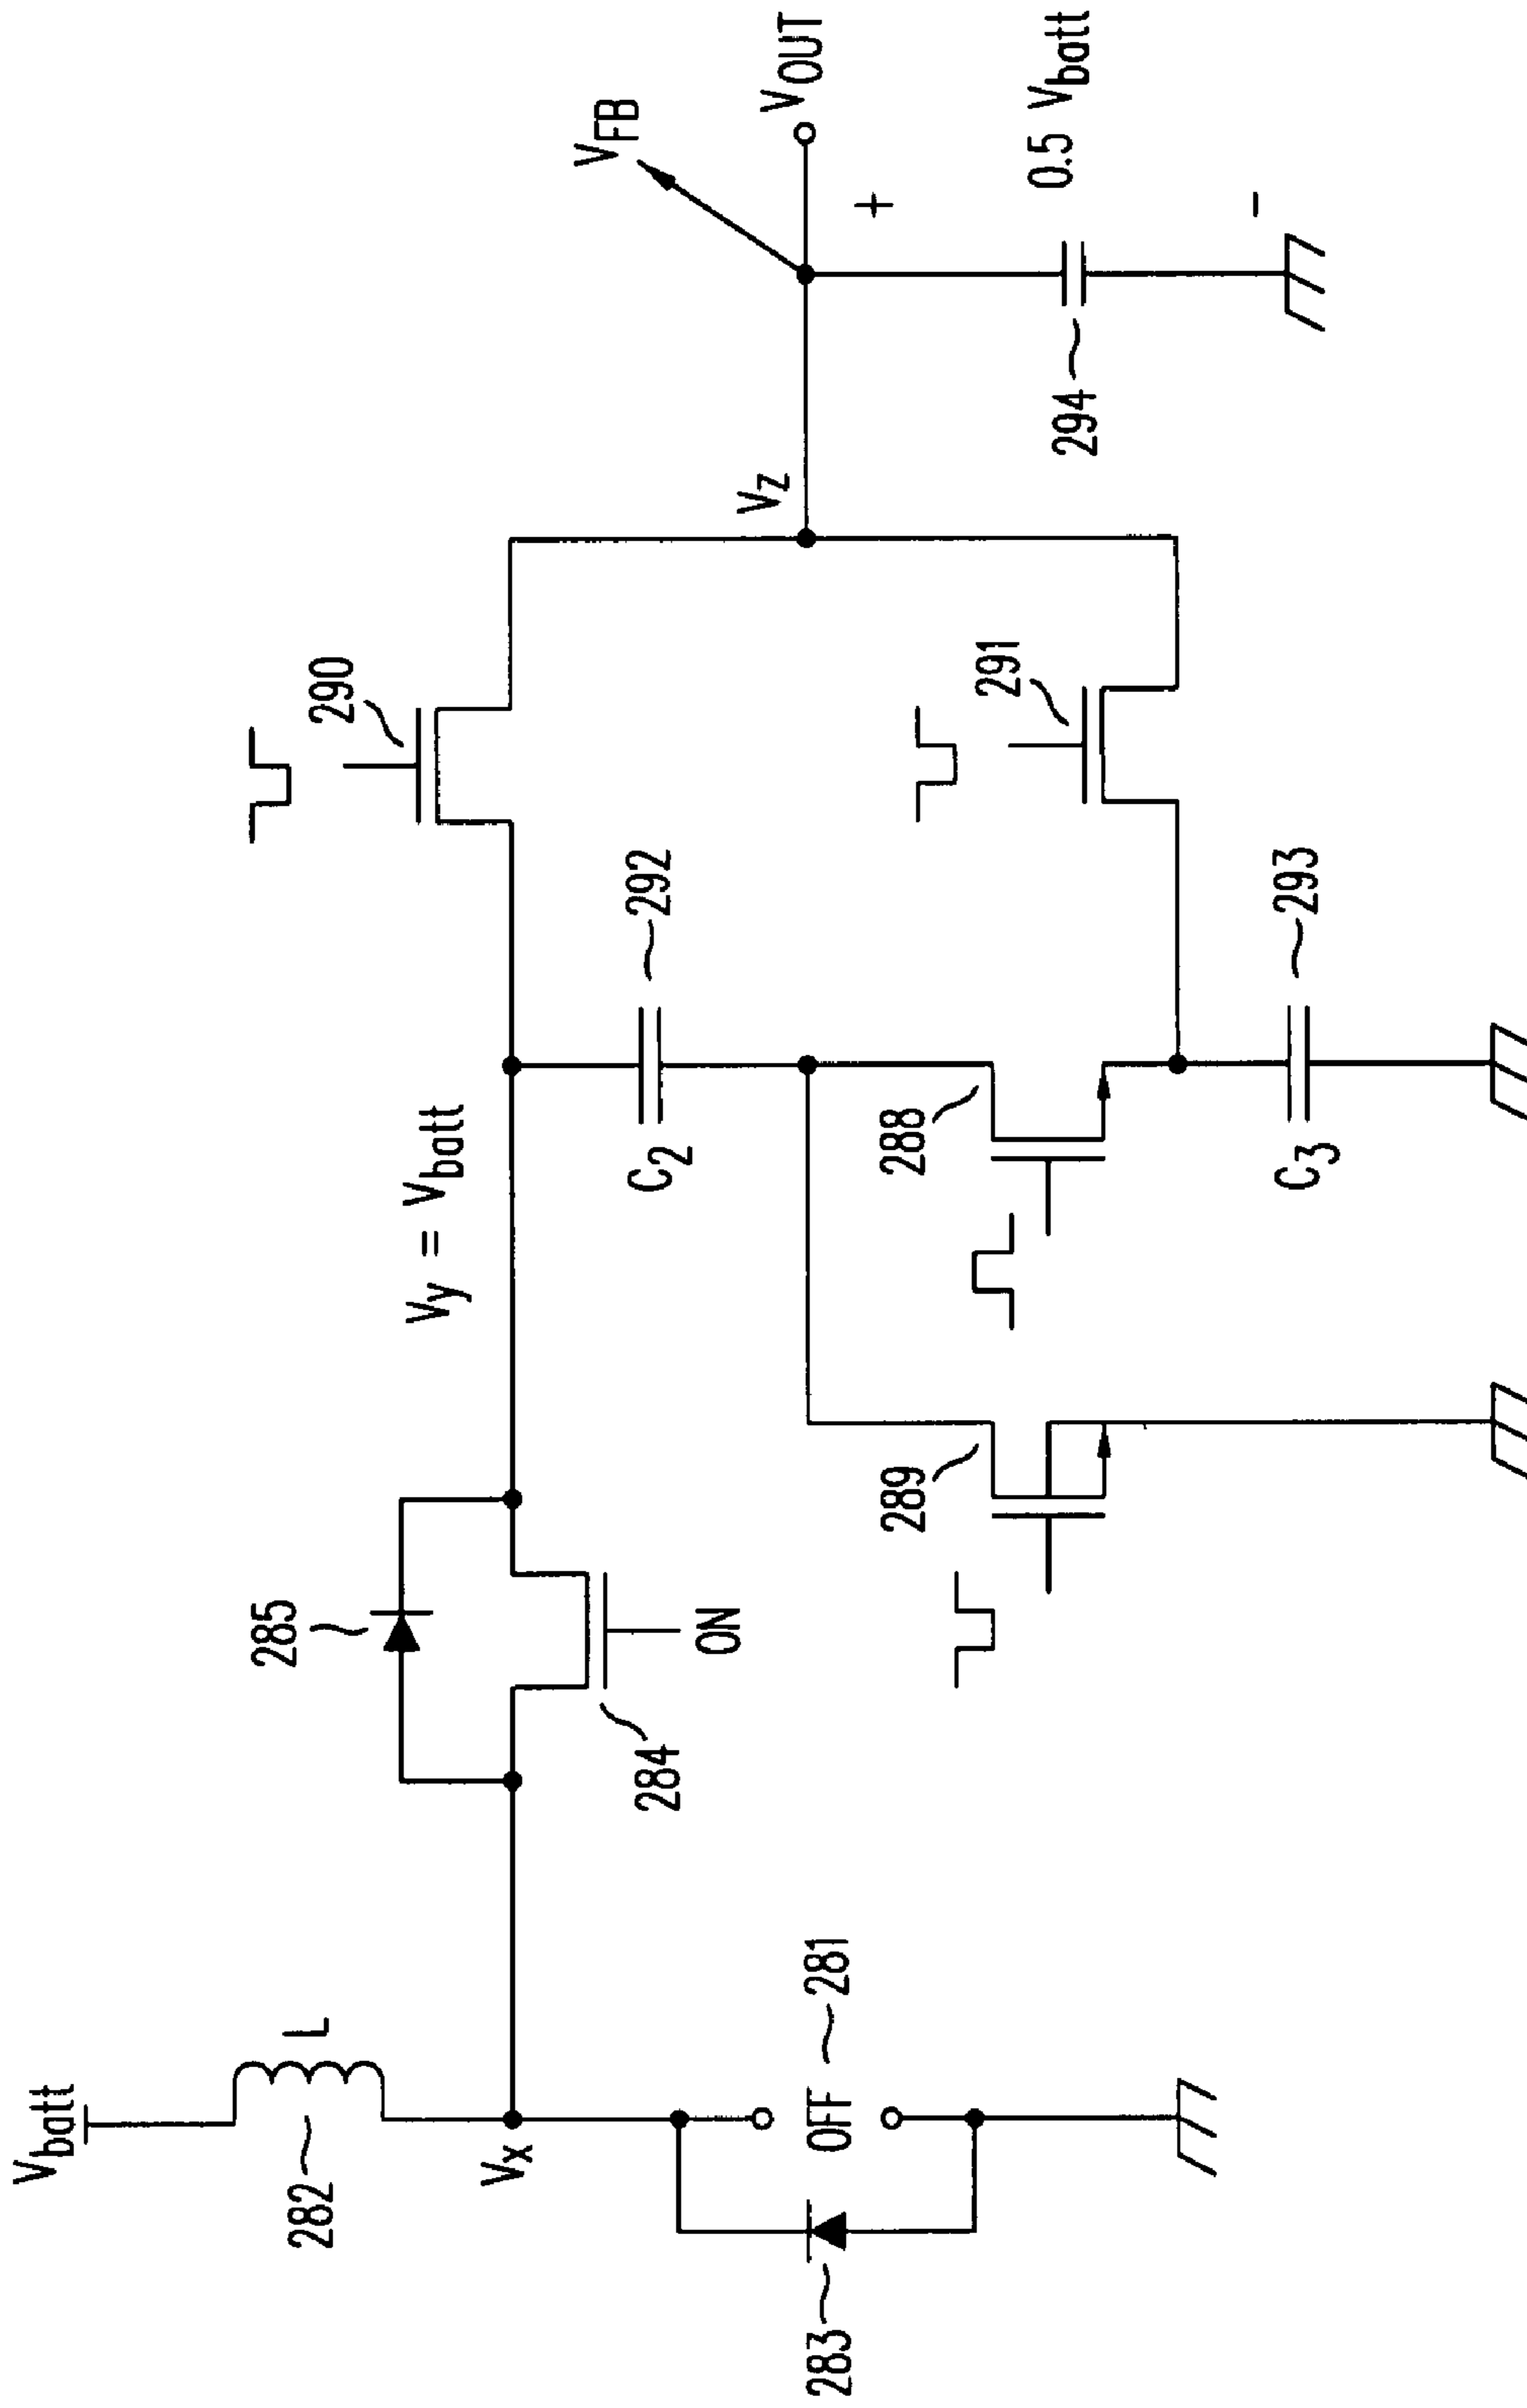 V_batt
282
L
V_x
283
OFF
281
285
284
ON
V_y = V_batt
289
288
C_2
292
C_3
293
290
291
V_z
294
V_FB
V_OUT
+
0.5 V_batt
-